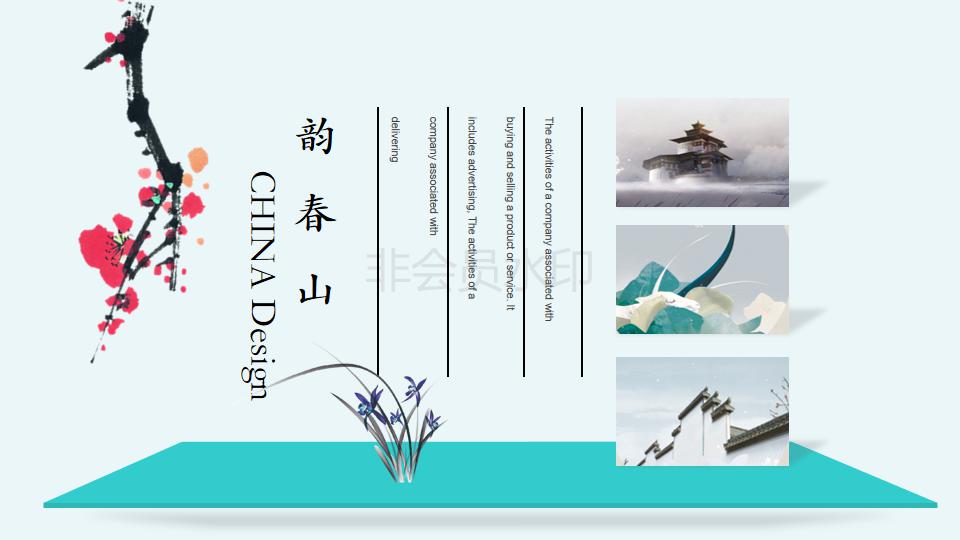 韵春山
CHINA Design
The activities of a company associated with
buying and selling a product or service. It
includes advertising, The activities of a
company associated with
delivering
非会员水印